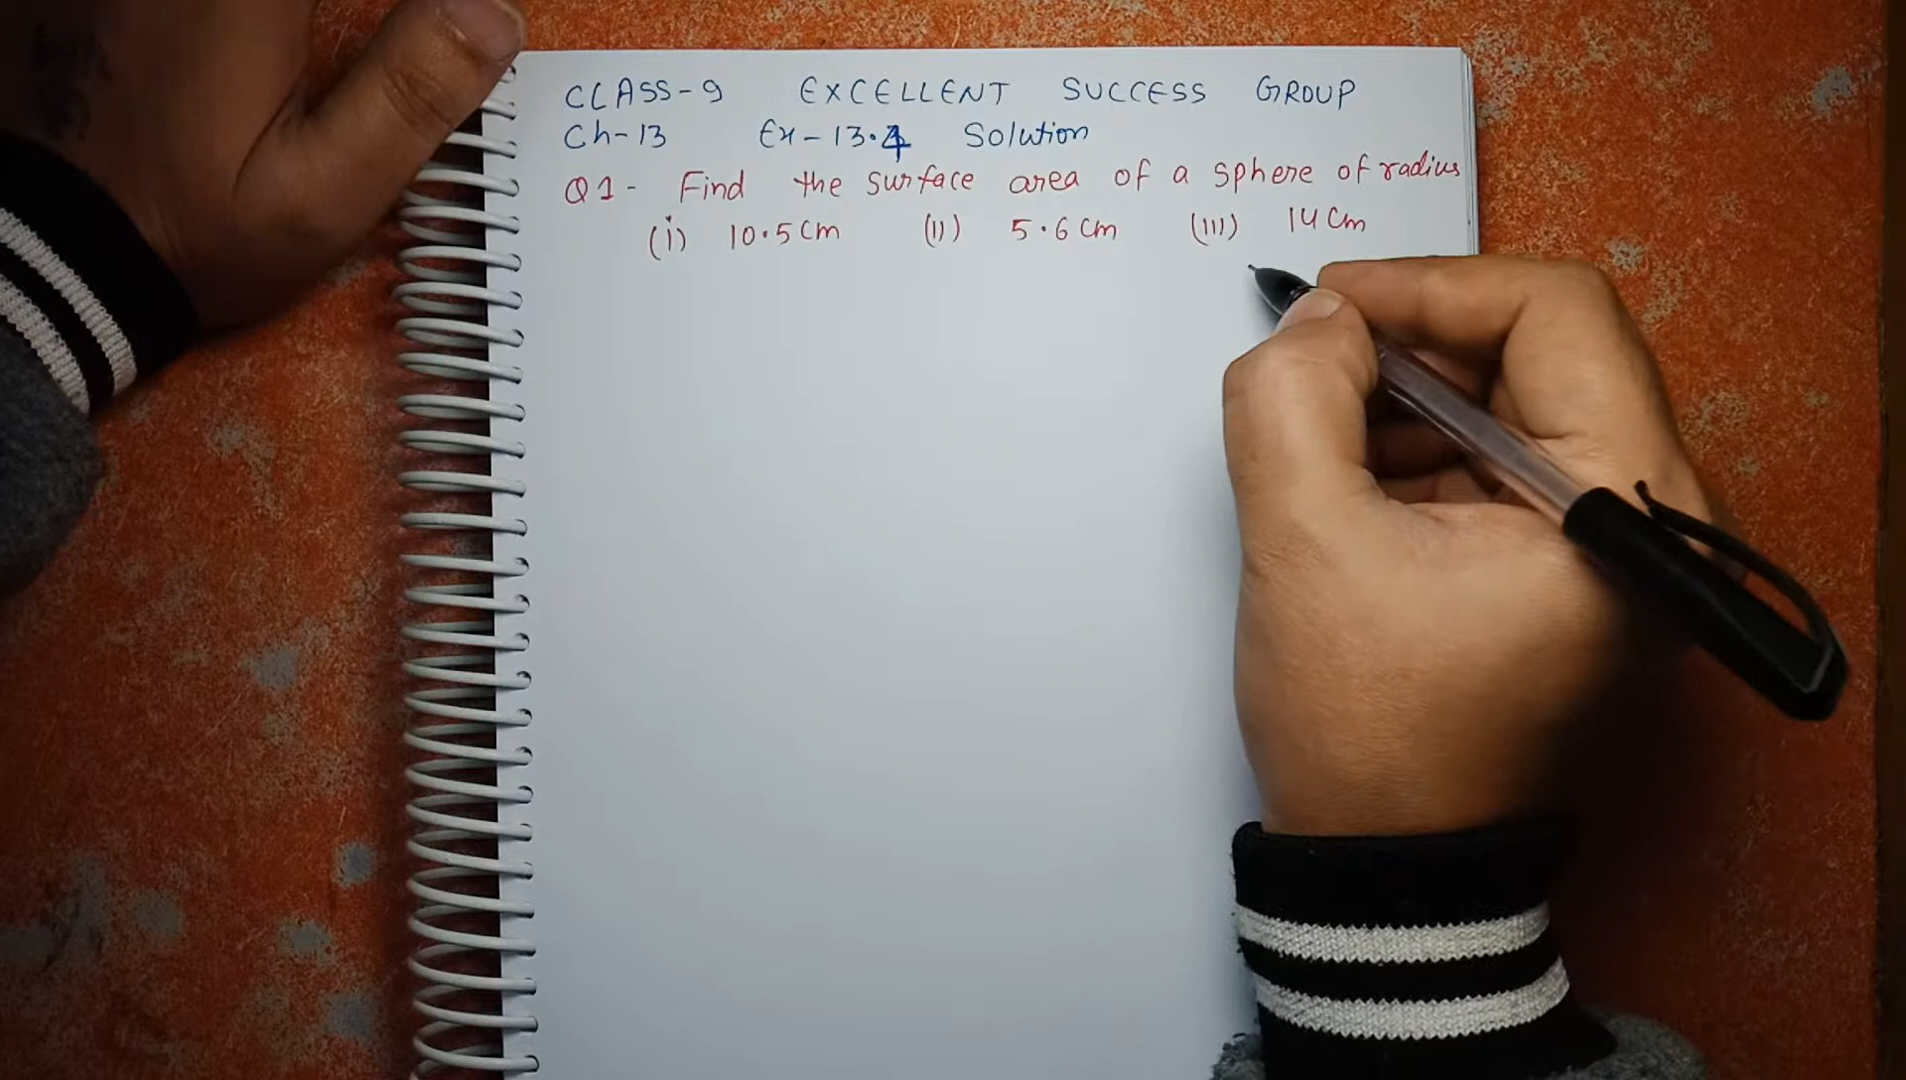 CLASS-9 EXCELLENT SUCCESS GROUP
Ch-13 Ex-13.4 Solution
Q1- Find the surface area of a sphere of radius
(i) 10.5 cm (II) 5.6 cm (III) 14 cm